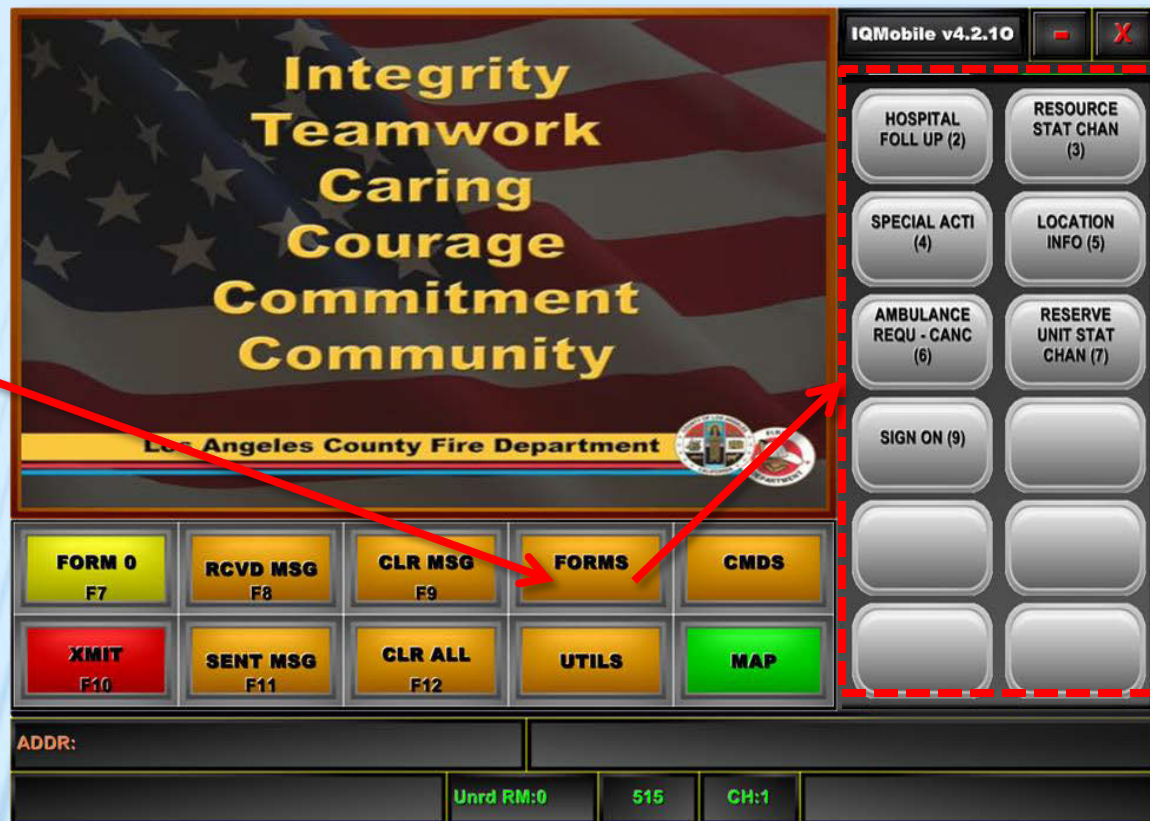 IQMobile v4.2.10
-
X
Integrity
Teamwork
Caring
Courage
Commitment
Community
Los Angeles County Fire Department
HOSPITAL
FOLL UP (2)
RESOURCE
STAT CHAN
(3)
SPECIAL ACTI
(4)
LOCATION
INFO (5)
AMBULANCE
REQU - CANC
(6)
RESERVE
UNIT STAT
CHAN (7)
SIGN ON (9)
FORM 0
F7
RCVD MSG
F8
CLR MSG
F9
FORMS
CMDS
XMIT
F10
SENT MSG
F11
CLR ALL
F12
UTILS
MAP
ADDR:
Unrd RM:0
515
CH:1